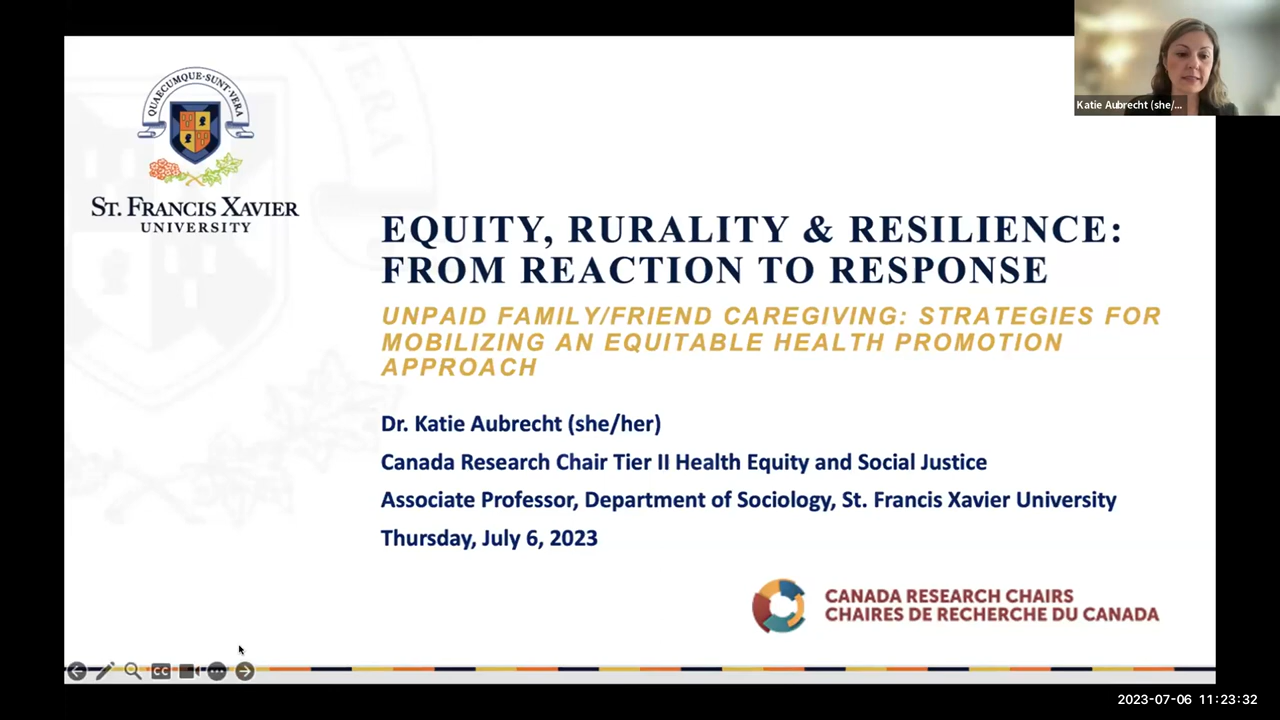 Katie Aubrecht (she/...
QUAECUMQUE·SUNT·VERA
ST. FRANCIS XAVIER
UNIVERSITY
EQUITY, RURALITY & RESILIENCE:
FROM REACTION TO RESPONSE
UNPAID FAMILY/FRIEND CAREGIVING: STRATEGIES FOR
MOBILIZING AN EQUITABLE HEALTH PROMOTION
APPROACH
Dr. Katie Aubrecht (she/her)
Canada Research Chair Tier II Health Equity and Social Justice
Associate Professor, Department of Sociology, St. Francis Xavier University
Thursday, July 6, 2023
CANADA RESEARCH CHAIRS
CHAIRES DE RECHERCHE DU CANADA
CC
2023-07-06 11:23:32